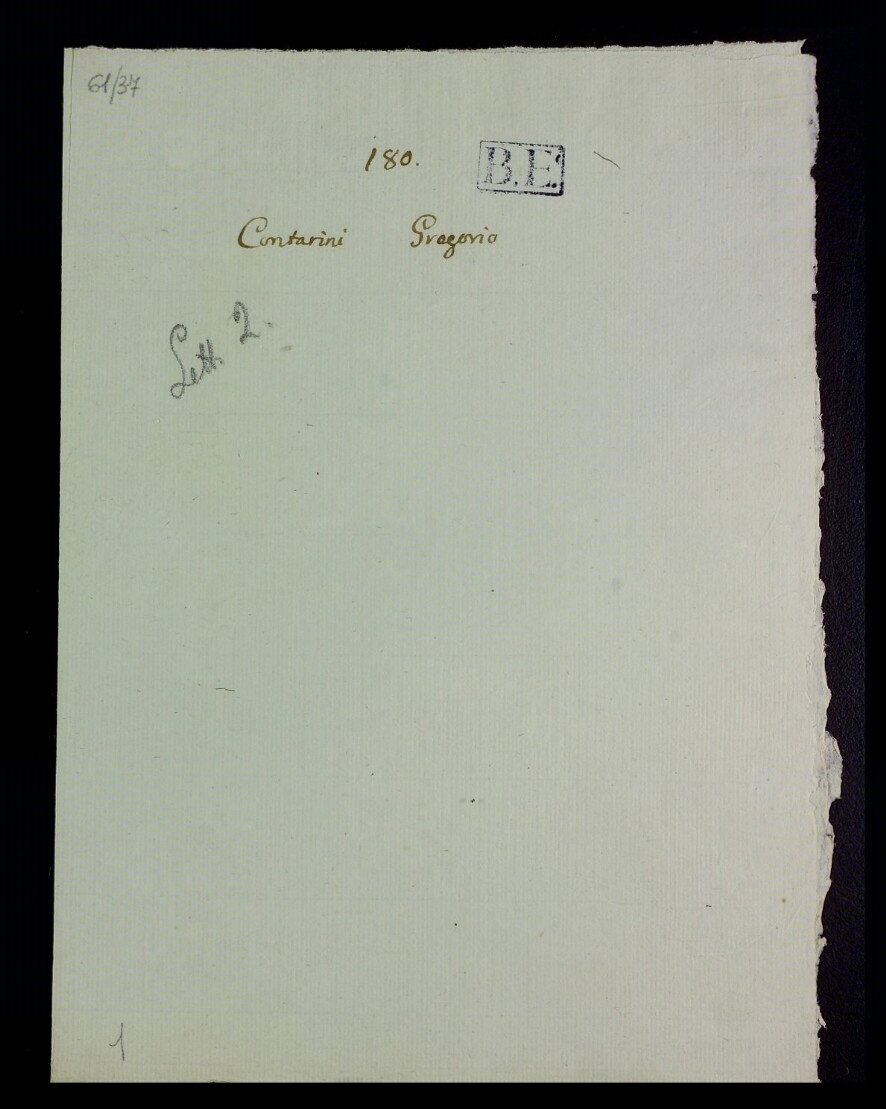 61/37
180. B.E.
Contarini Gregorio
Lett. 2.
1